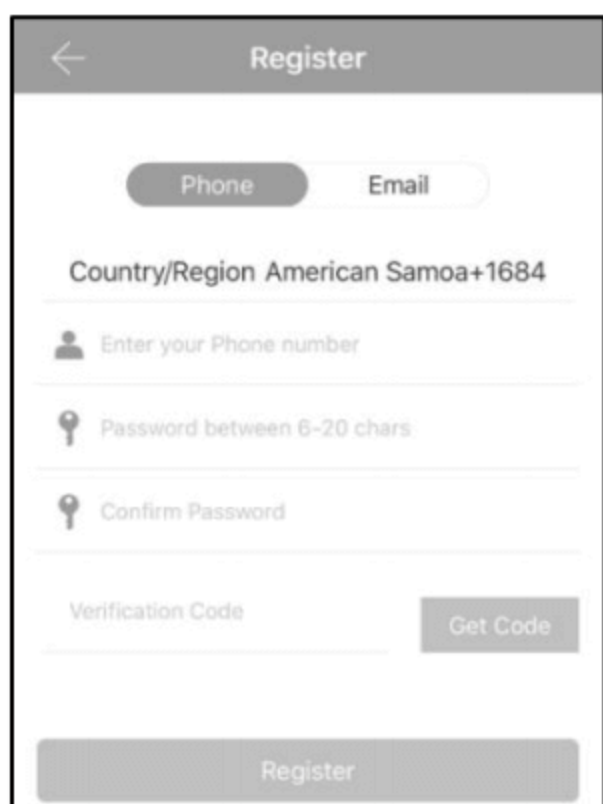 Register
Phone Email
Country/Region American Samoa+1684
Enter your Phone number
Password between 6-20 chars
Confirm Password
Verification Code Get Code
Register